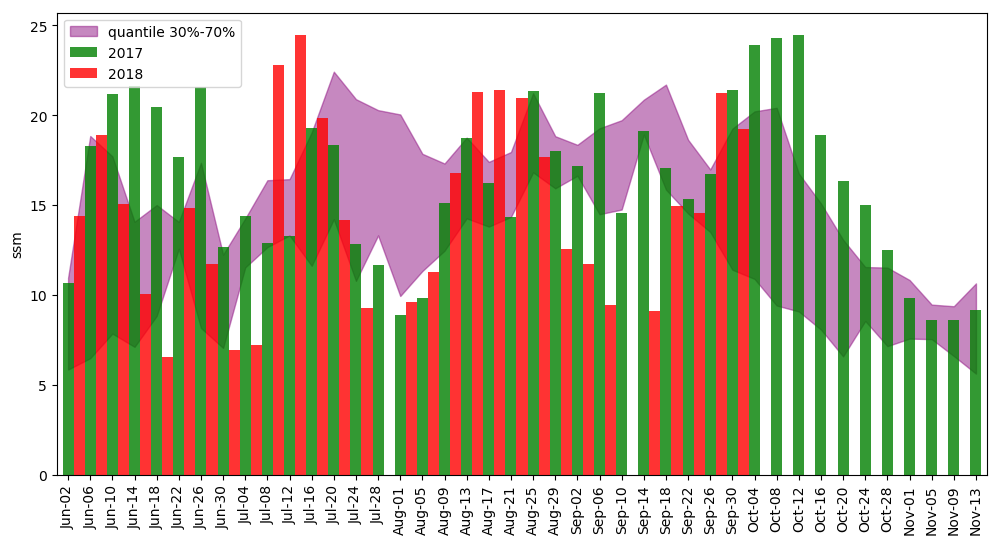 quantile 30%-70%
2017
2018
ssm
25
20
15
10
5
0
Jun-02
Jun-06
Jun-10
Jun-14
Jun-18
Jun-22
Jun-26
Jun-30
Jul-04
Jul-08
Jul-12
Jul-16
Jul-20
Jul-24
Jul-28
Aug-01
Aug-05
Aug-09
Aug-13
Aug-17
Aug-21
Aug-25
Aug-29
Sep-02
Sep-06
Sep-10
Sep-14
Sep-18
Sep-22
Sep-26
Sep-30
Oct-04
Oct-08
Oct-12
Oct-16
Oct-20
Oct-24
Oct-28
Nov-01
Nov-05
Nov-09
Nov-13